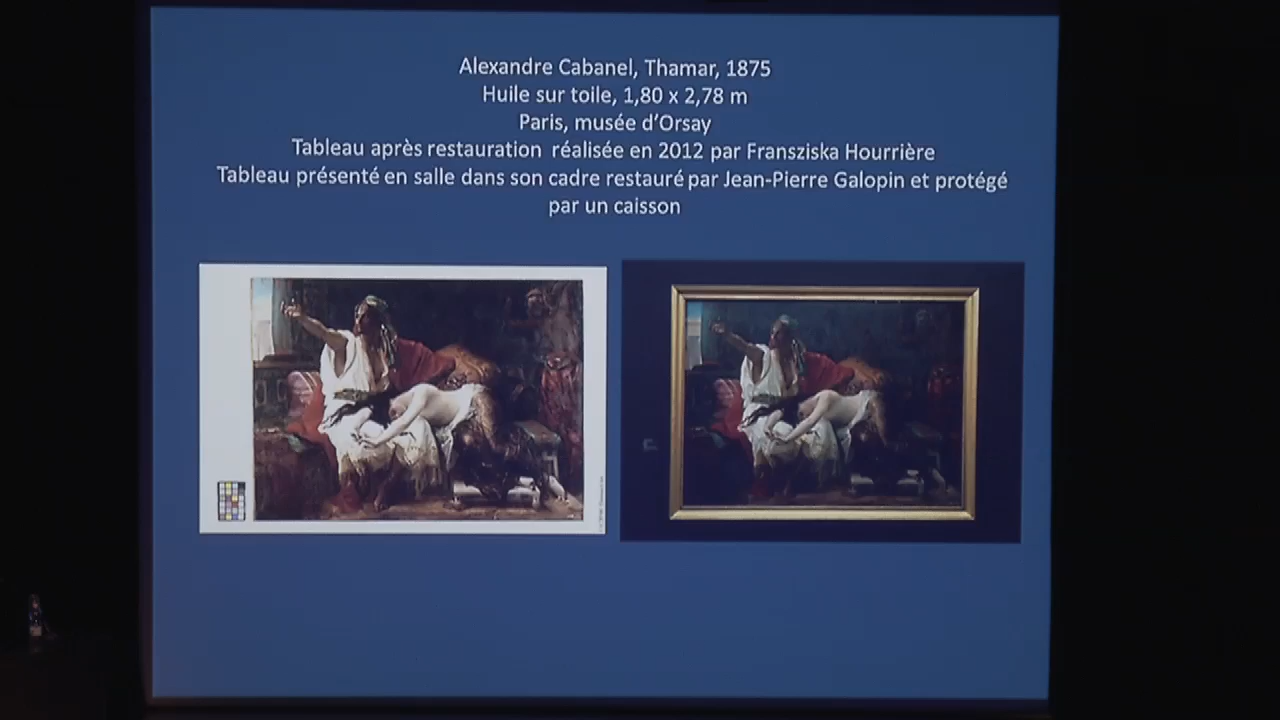 Alexandre Cabanel, Thamar, 1875
Huile sur toile, 1,80 x 2,78 m
Paris, musée d'Orsay
Tableau après restauration réalisée en 2012 par Fransziska Hourrière
Tableau présenté en salle dans son cadre restauré par Jean-Pierre Galopin et protégé
par un caisson